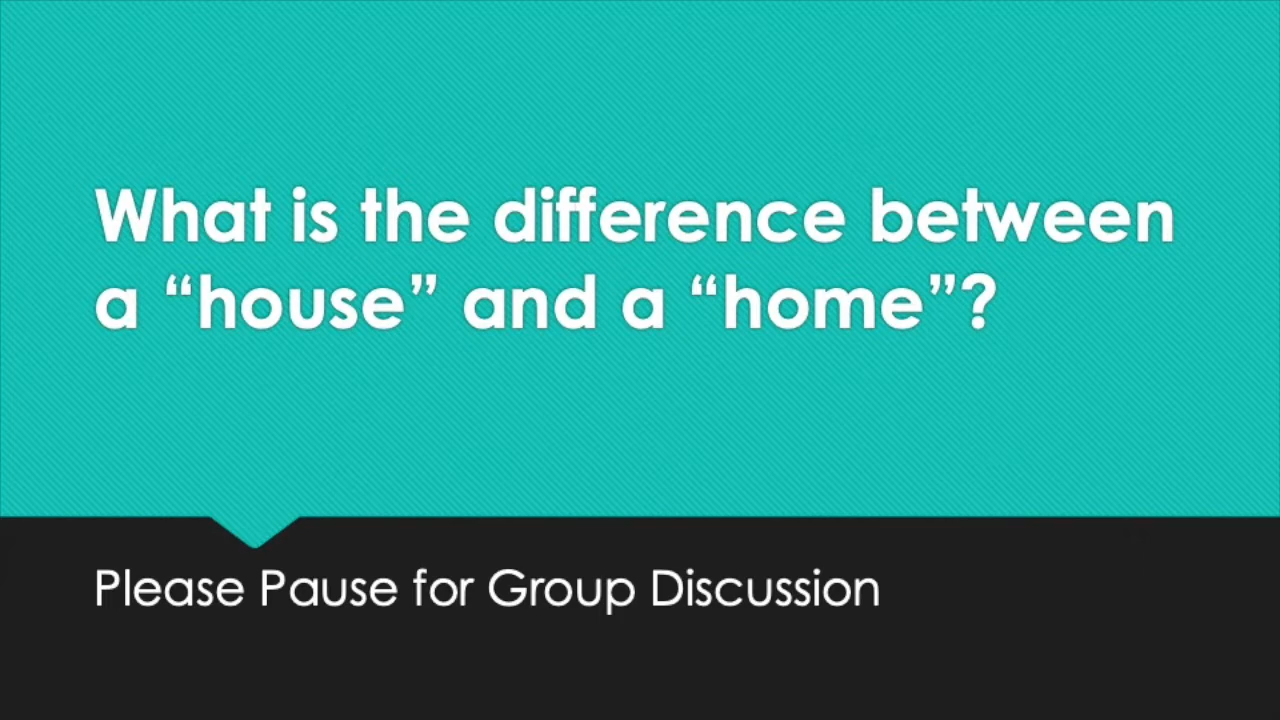 What is the difference between
a “house” and a “home”?
Please Pause for Group Discussion